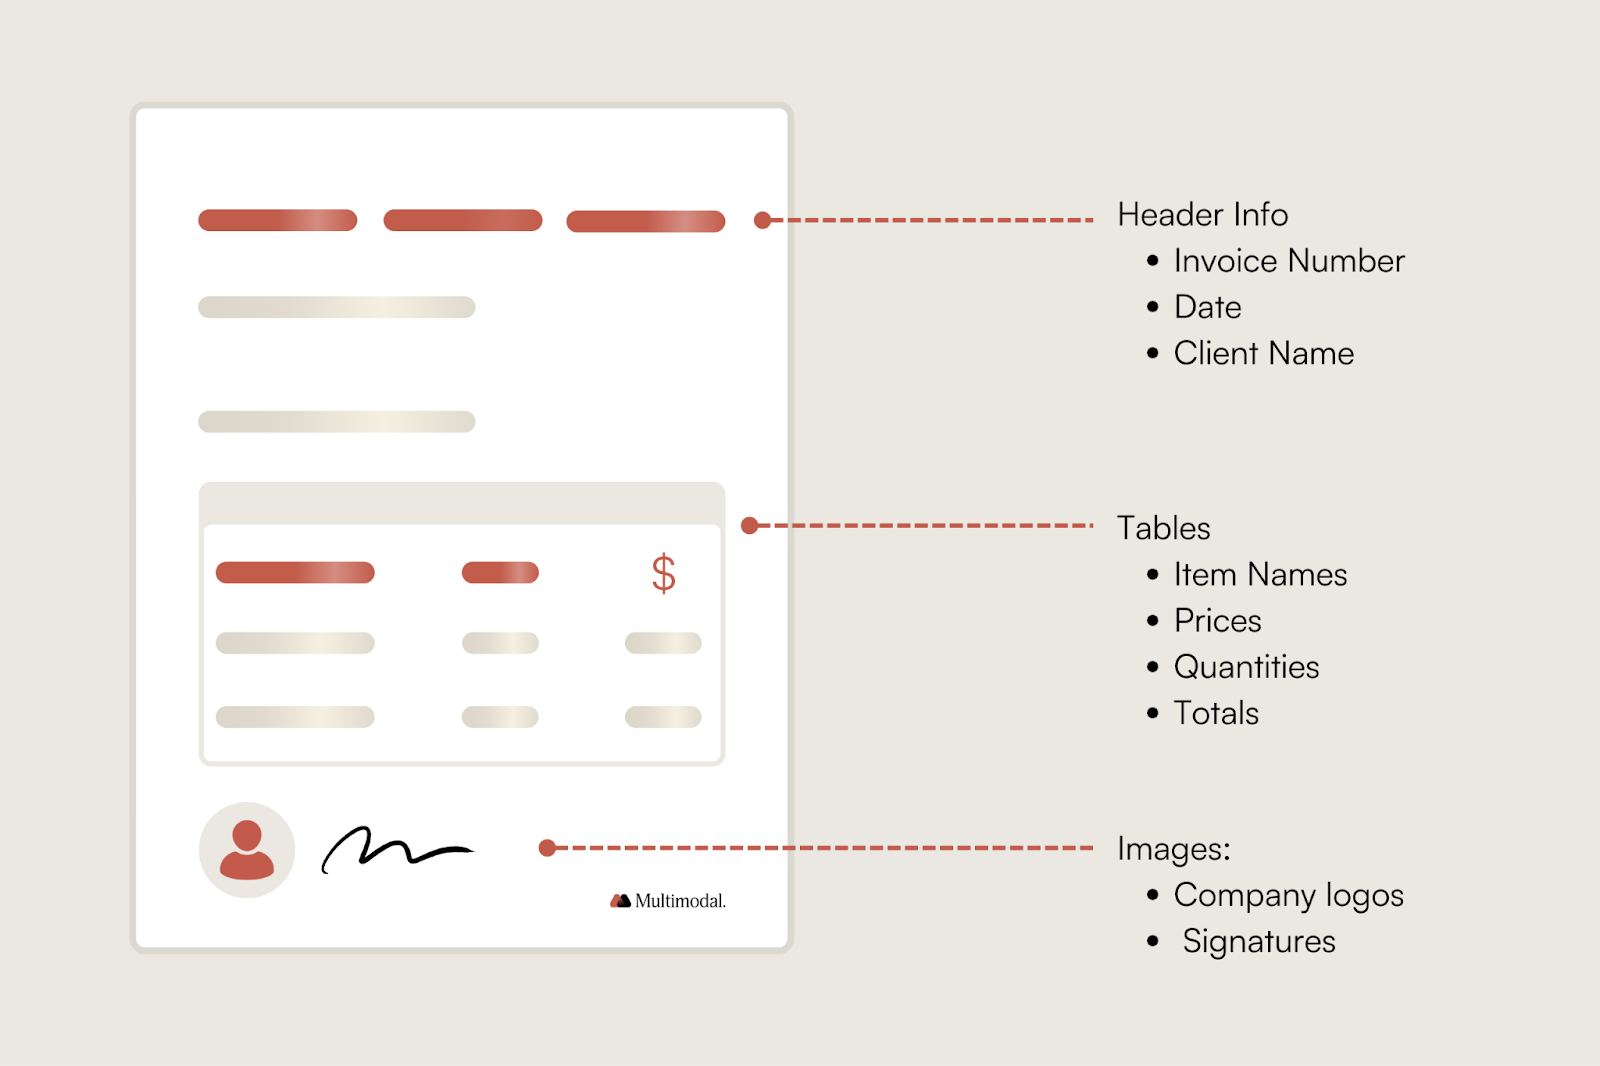 Header Info
• Invoice Number
• Date
• Client Name
$
Tables
• Item Names
• Prices
• Quantities
• Totals
Images:
• Company logos
• Signatures
Multimodal.